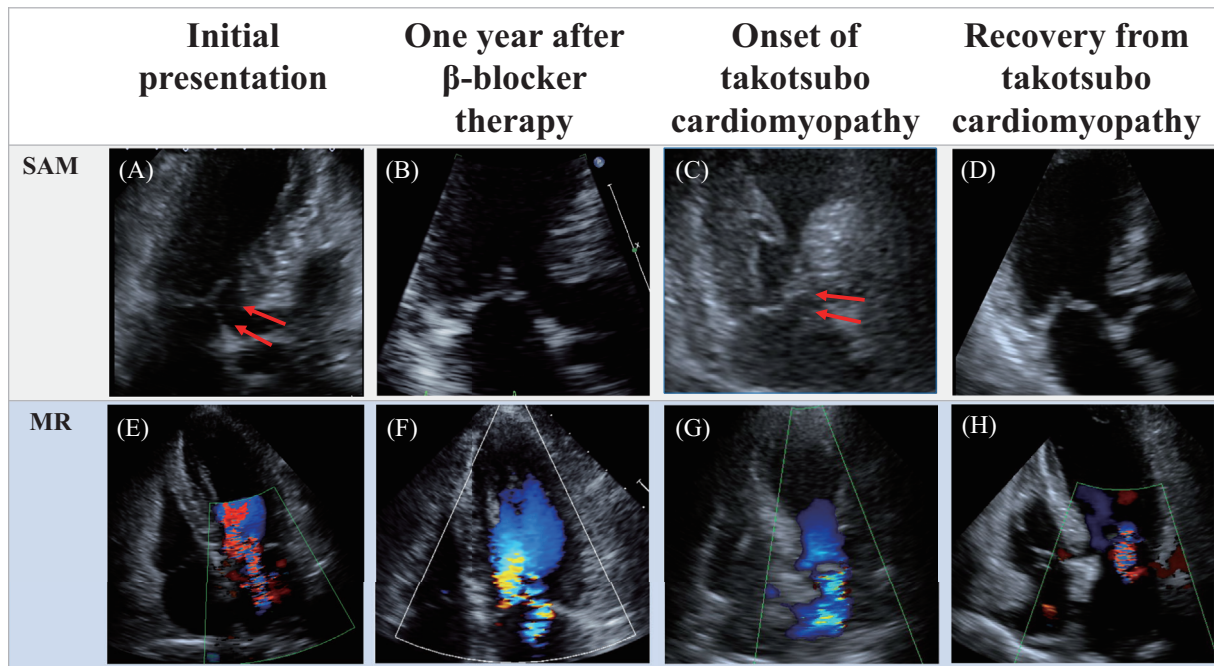 Initial
presentation
One year after
β-blocker
therapy
Onset of
takotsubo
cardiomyopathy
Recovery from
takotsubo
cardiomyopathy
SAM
(A)
(B)
(C)
(D)
MR
(E)
(F)
(G)
(H)